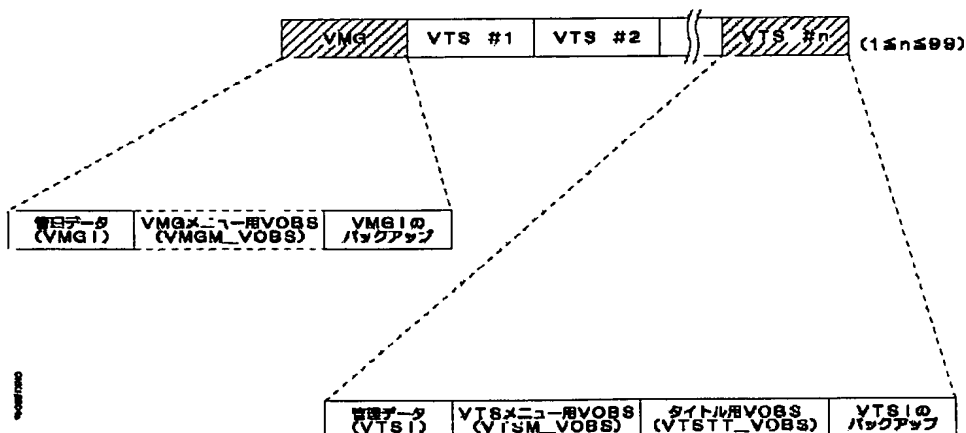 VMG VTS #1 VTS #2 VTS #n (1≦n≦99)
管理データ VMGメニュー用VOBS VMGIの
(VMGI) (VMGM_VOBS) バックアップ
管理データ VTSメニュー用VOBS タイトル用VOBS VTSIの
(VTSI) (VTSM_VOBS) (VTSTT_VOBS) バックアップ